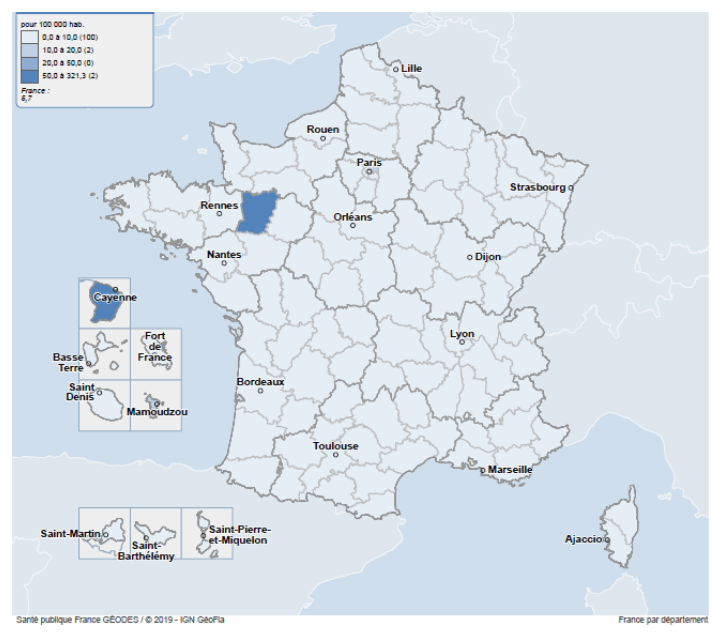 pour 100 000 hab.
0,0 à 10,0 (100)
10,0 à 20,0 (2)
20,0 à 50,0 (0)
50,0 à 321,3 (2)
France :
6,7
Lille
Rouen
Paris
Strasbourg
Rennes
Orléans
Nantes
Dijon
Cayenne
Lyon
Fort
de
France
Basse
Terre
Saint
Denis
Mamoudzou
Bordeaux
Toulouse
Marseille
Saint-Martin
Saint-
Barthélémy
Saint-Pierre-
et-Miquelon
Ajaccio
Santé publique France GÉODES / © 2019 - IGN GéoFla
France par département